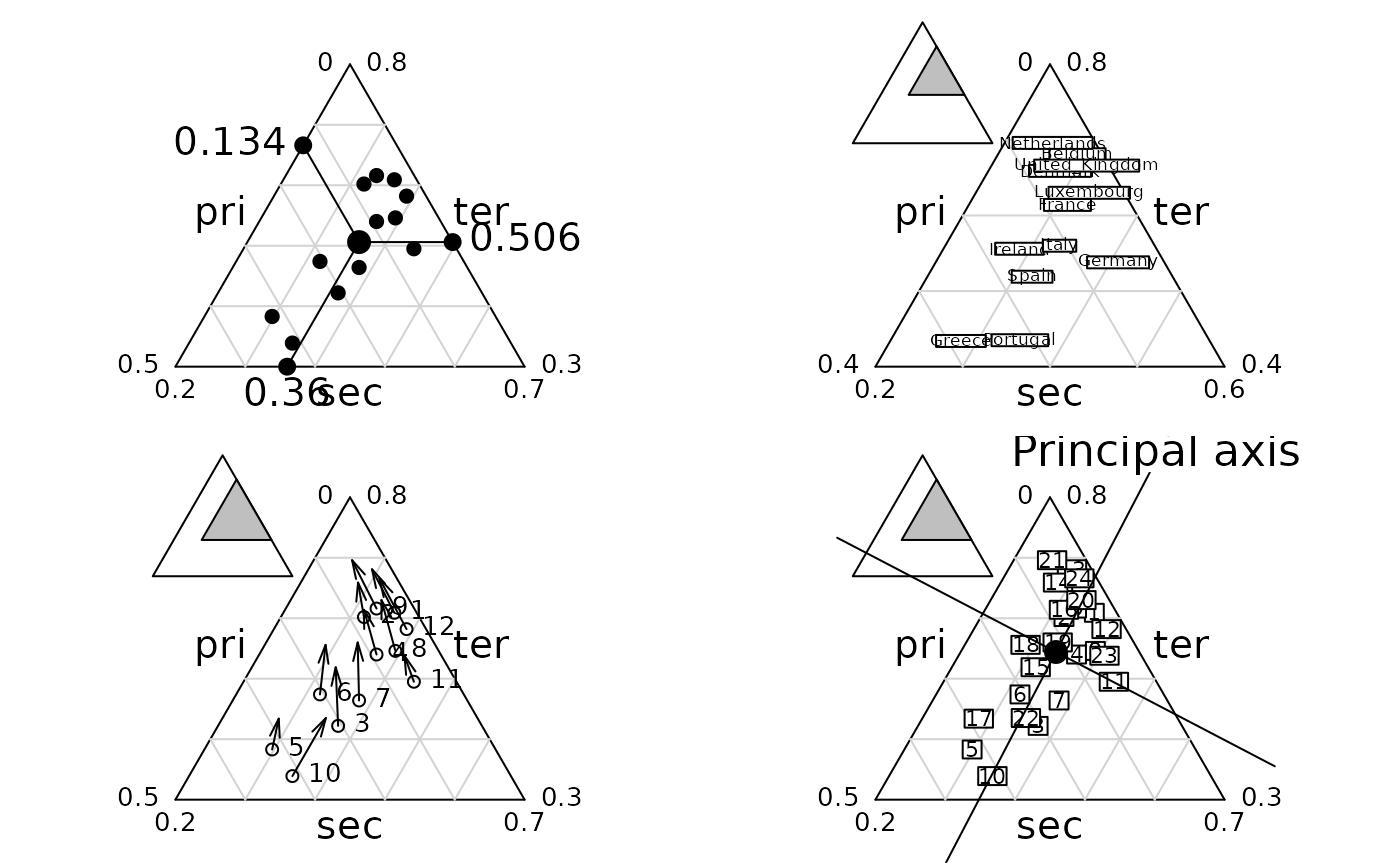 0 0.8
0.134
pri ter
0.506
0.5 0.3
0.2 0.7
0.36 sec
0 0.8
Netherlands
Belgium
United_Kingdom
Denmark
Luxembourg
pri ter
France
Ireland Italy
Germany
Spain
Greece Portugal
0.4 0.4
0.2 0.6
sec
0 0.8
9 1
2 12
pri ter
4 8
11
6 7
3
5
10
0.5 0.3
0.2 0.7
sec
Principal axis
0 0.8
21
24
20
12
pri ter
18
4 23
15
11
6 7
17 22
3
5
10
0.5 0.3
0.2 0.7
sec